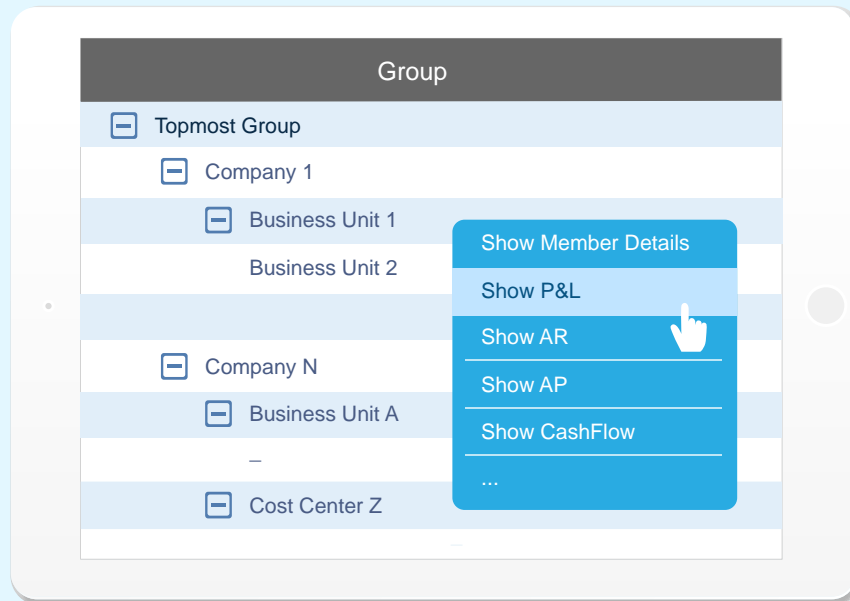 Group
Topmost Group
Company 1
Business Unit 1
Business Unit 2
Company N
Business Unit A
–
Cost Center Z
Show Member Details
Show P&L
Show AR
Show AP
Show CashFlow
...